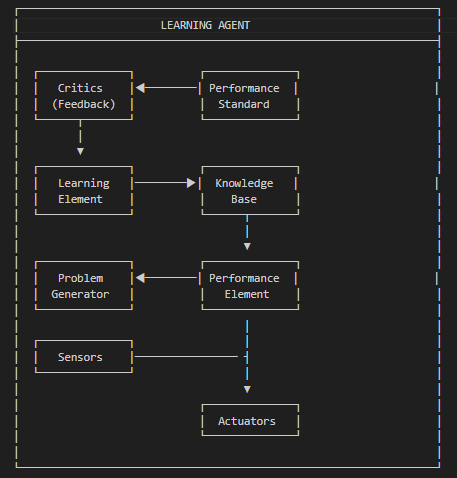 LEARNING AGENT
Critics Performance
(Feedback) Standard
Learning Knowledge
Element Base
Problem Performance
Generator Element
Sensors
Actuators